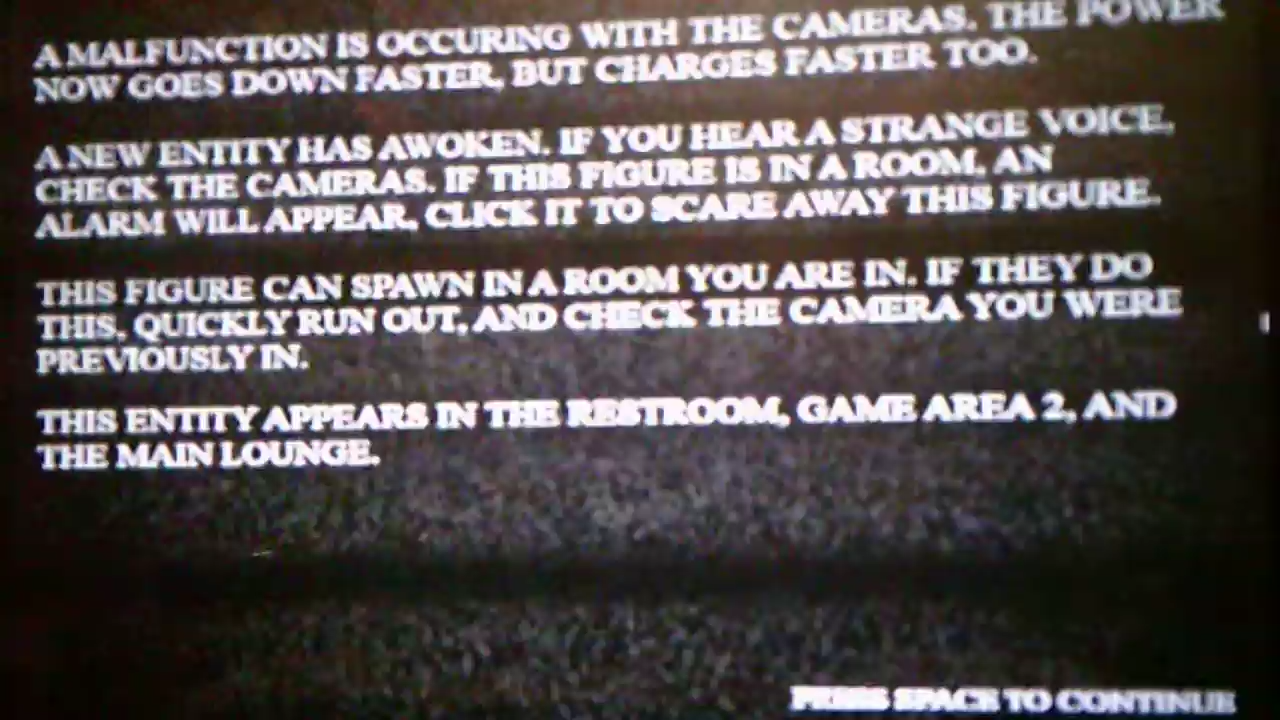 A MALFUNCTION IS OCCURING WITH THE CAMERAS. THE POWER
NOW GOES DOWN FASTER, BUT CHARGES FASTER TOO.
A NEW ENTITY HAS AWOKEN. IF YOU HEAR A STRANGE VOICE,
CHECK THE CAMERAS. IF THIS FIGURE IS IN A ROOM, AN
ALARM WILL APPEAR, CLICK IT TO SCARE AWAY THIS FIGURE.
THIS FIGURE CAN SPAWN IN A ROOM YOU ARE IN. IF THEY DO
THIS, QUICKLY RUN OUT, AND CHECK THE CAMERA YOU WERE
PREVIOUSLY IN.
THIS ENTITY APPEARS IN THE RESTROOM, GAME AREA 2, AND
THE MAIN LOUNGE.
PRESS SPACE TO CONTINUE